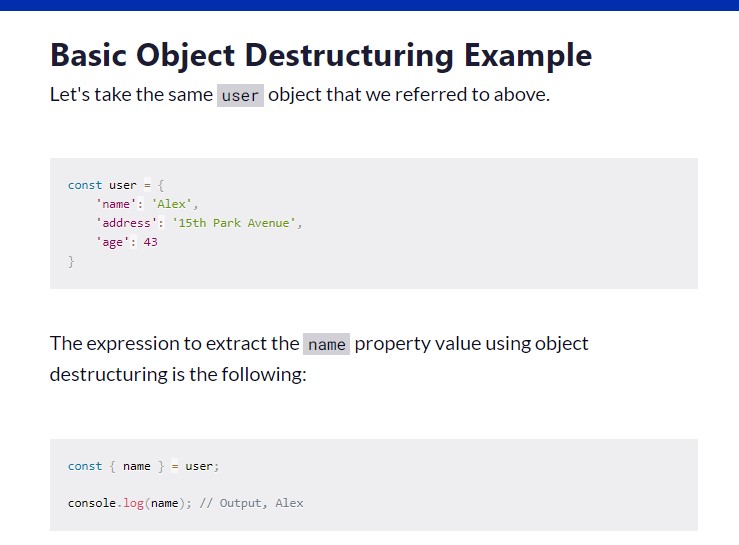 Basic Object Destructuring Example
Let's take the same user object that we referred to above.
const user = {
    'name': 'Alex',
    'address': '15th Park Avenue',
    'age': 43
}
The expression to extract the name property value using object
destructuring is the following:
const { name } = user;
console.log(name); // Output, Alex